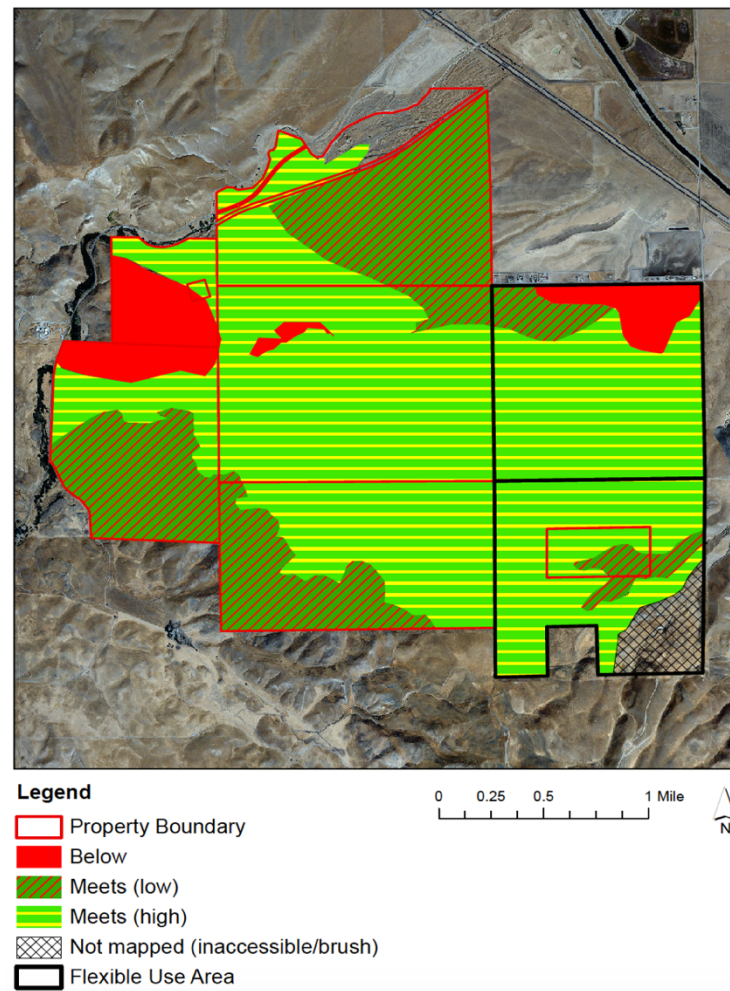 Legend
Property Boundary
Below
Meets (low)
Meets (high)
Not mapped (inaccessible/brush)
Flexible Use Area
0 0.25 0.5 1 Mile
N